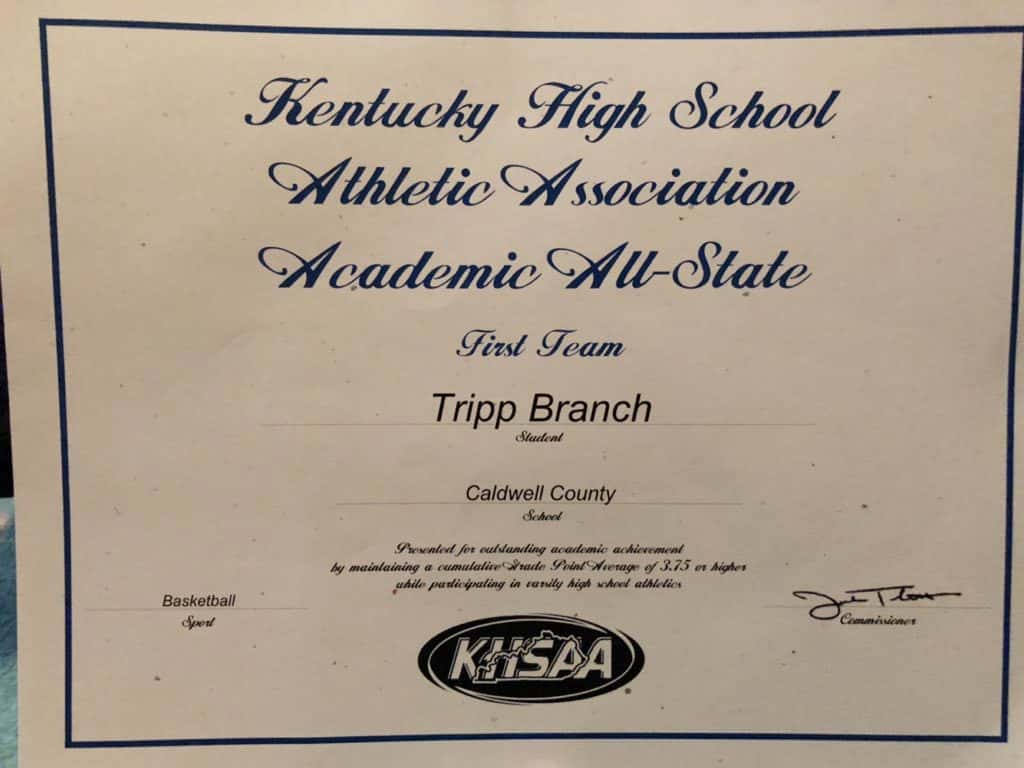 Kentucky High School
Athletic Association
Academic All-State
First Team
Tripp Branch
Student
Caldwell County
School
Presented for outstanding academic achievement
by maintaining a cumulative Grade Point Average of 3.75 or higher
while participating in varsity high school athletics
Basketball
Sport
Commissioner
KHSAA